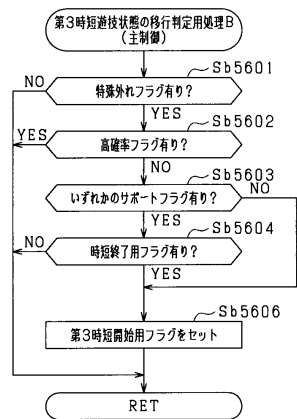 第3時短遊技状態の移行判定用処理B
(主制御)
Sb5601
NO
特殊外れフラグ有り?
YES
Sb5602
YES
高確率フラグ有り?
NO
Sb5603
NO
いずれかのサポートフラグ有り?
YES
Sb5604
NO
時短終了用フラグ有り?
YES
Sb5606
第3時短開始用フラグをセット
RET